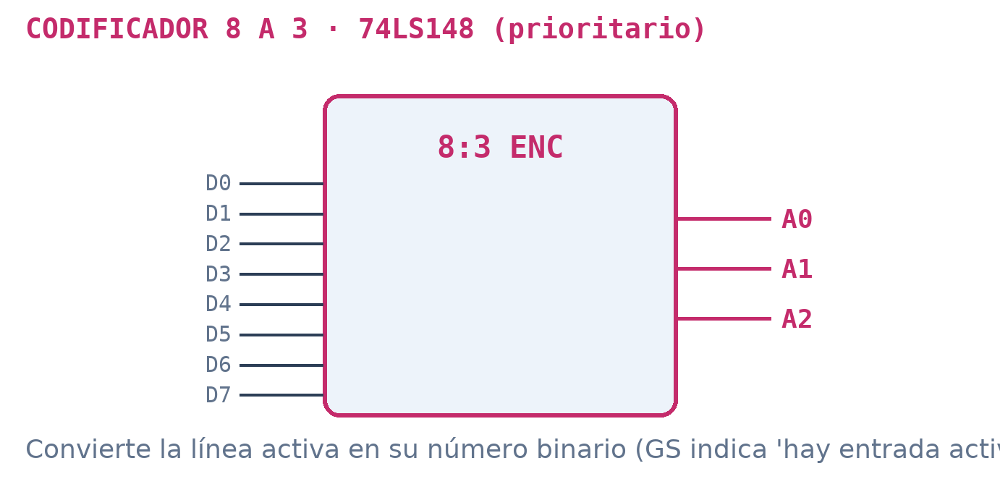 CODIFICADOR 8 A 3 · 74LS148 (prioritario)
8:3 ENC
D0
D1
D2
D3
D4
D5
D6
D7
A0
A1
A2
Convierte la línea activa en su número binario (GS indica 'hay entrada